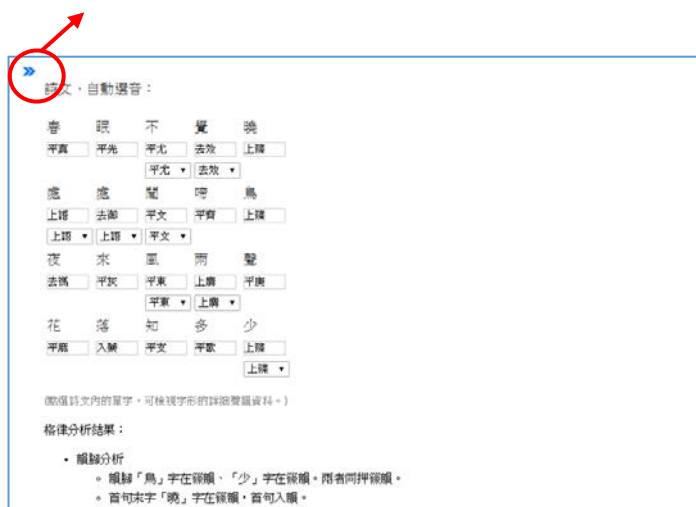 »
詩文,自動選音:
春 眠 不 覺 曉
平真 平先 平尤 去效 上篠
平尤 去效
處 處 聞 啼 鳥
上語 去御 平文 平齊 上篠
上語 上語 平文
夜 來 風 雨 聲
去禡 平灰 平東 上麌 平庚
平東 上麌
花 落 知 多 少
平麻 入藥 平支 平歌 上篠
上篠
(點選詩文內的單字,可檢視字形的詳細聲韻資料。)
格律分析結果:
• 韻腳分析
韻腳「鳥」字在篠韻、「少」字在篠韻。兩者同押篠韻。
首句末字「曉」字在篠韻,首句入韻。